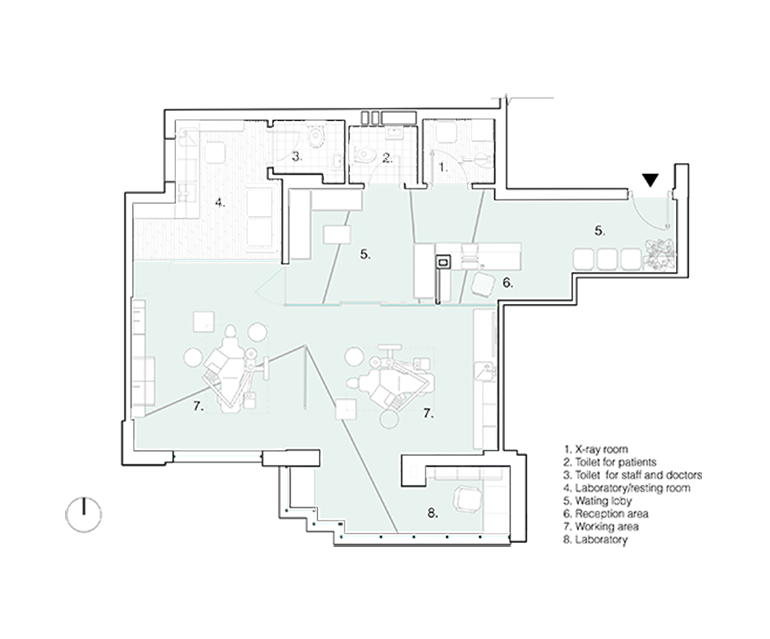 3.
2.
1.
4.
5.
5.
6.
7.
7.
8.
1. X-ray room
2. Toilet for patients
3. Toilet for staff and doctors
4. Laboratory/resting room
5. Wating loby
6. Reception area
7. Working area
8. Laboratory